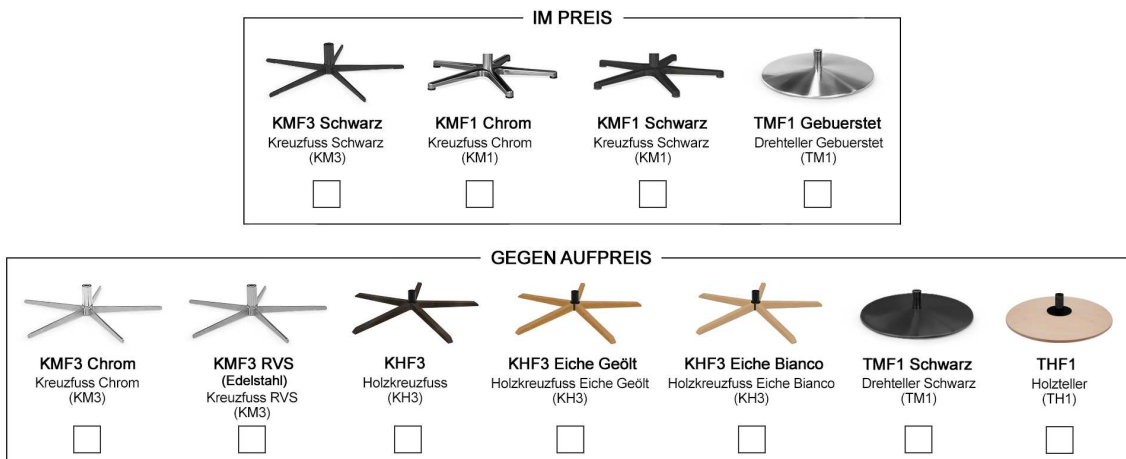 IM PREIS
KMF3 Schwarz
Kreuzfuss Schwarz
(KM3)
KMF1 Chrom
Kreuzfuss Chrom
(KM1)
KMF1 Schwarz
Kreuzfuss Schwarz
(KM1)
TMF1 Gebuerstet
Drehteller Gebuerstet
(TM1)
GEGEN AUFPREIS
KMF3 Chrom
Kreuzfuss Chrom
(KM3)
KMF3 RVS
(Edelstahl)
Kreuzfuss RVS
(KM3)
KHF3
Holzkreuzfuss
(KH3)
KHF3 Eiche Geölt
Holzkreuzfuss Eiche Geölt
(KH3)
KHF3 Eiche Bianco
Holzkreuzfuss Eiche Bianco
(KH3)
TMF1 Schwarz
Drehteller Schwarz
(TM1)
THF1
Holzteller
(TH1)